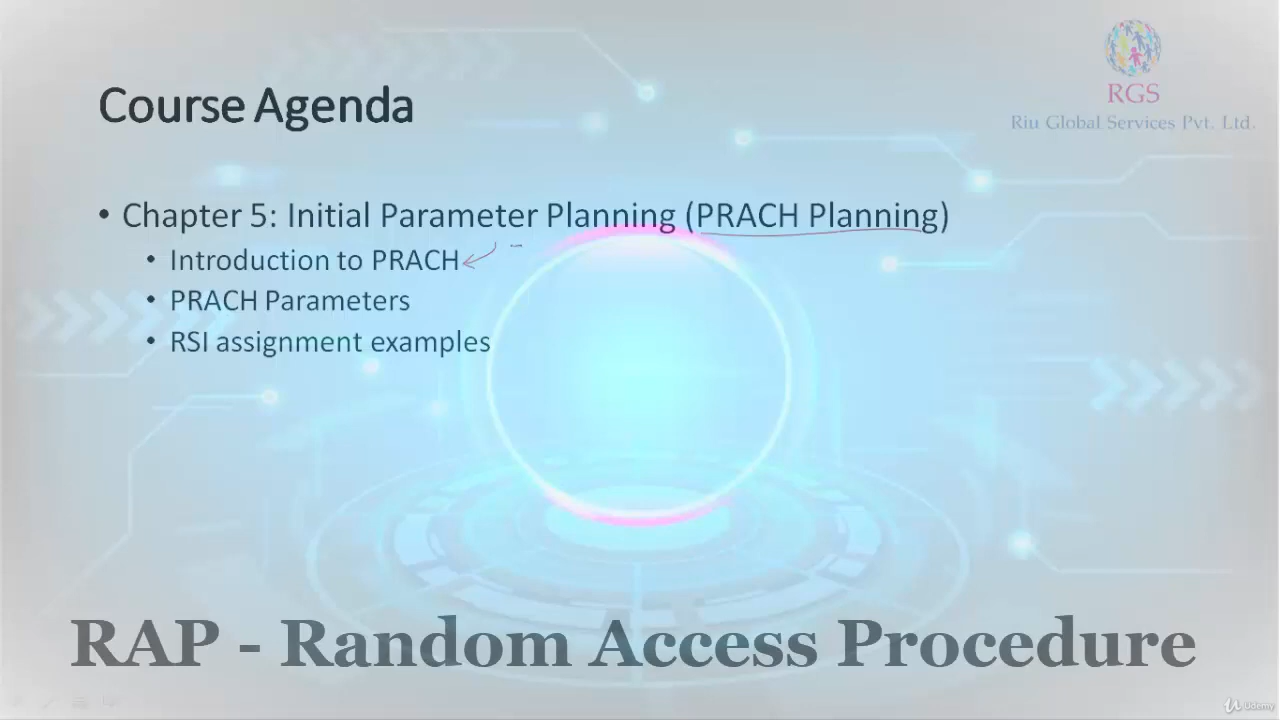 RGS
Riu Global Services Pvt. Ltd.
Course Agenda
• Chapter 5: Initial Parameter Planning (PRACH Planning)
• Introduction to PRACH
• PRACH Parameters
• RSI assignment examples
RAP - Random Access Procedure
Udemy